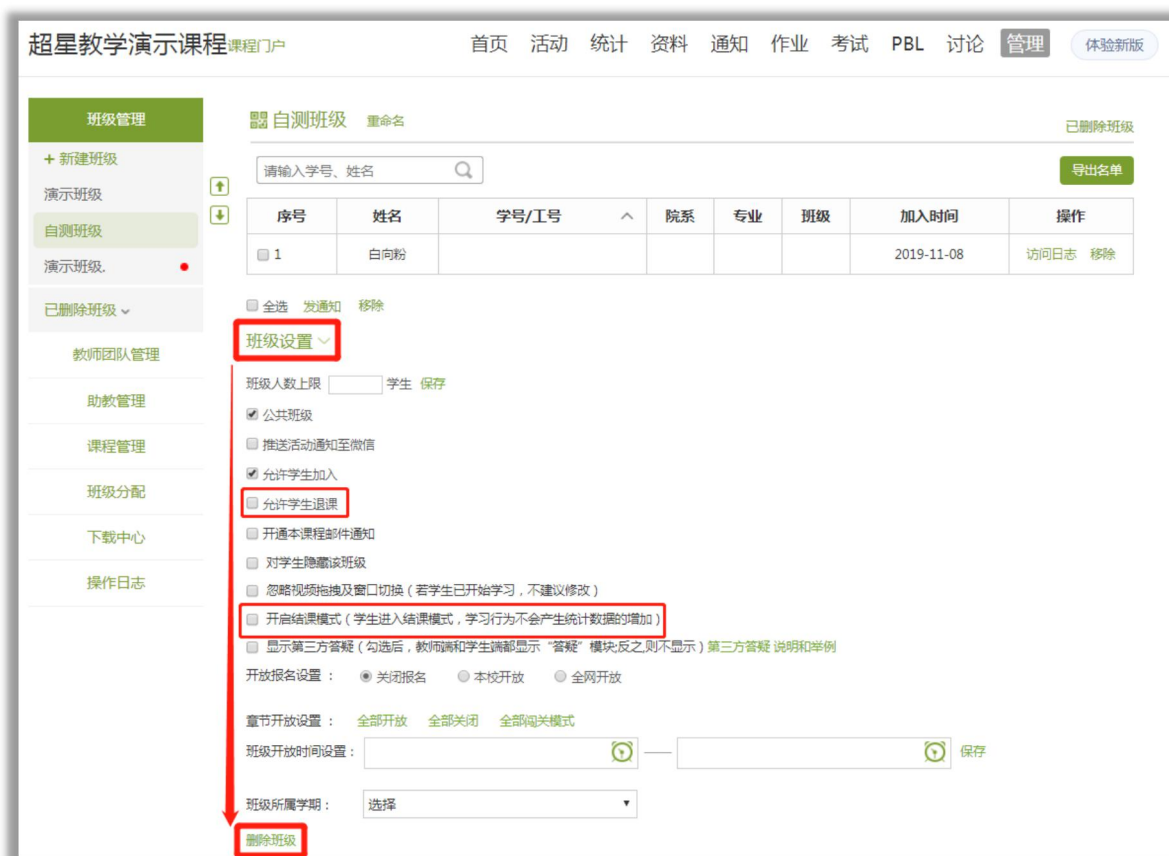 超星教学演示课程课程门户 首页 活动 统计 资料 通知 作业 考试 PBL 讨论 管理 体验新版
班级管理
+ 新建班级
演示班级
自测班级
演示班级.
已删除班级
教师团队管理
助教管理
课程管理
班级分配
下载中心
操作日志
自测班级 重命名
已删除班级
请输入学号、姓名
导出名单
序号 姓名 学号/工号 院系 专业 班级 加入时间 操作
1 白向粉 2019-11-08 访问日志 移除
全选 发通知 移除
班级设置
班级人数上限 学生 保存
公共班级
推送活动通知至微信
允许学生加入
允许学生退课
开通本课程邮件通知
对学生隐藏该班级
忽略视频拖拽及窗口切换（若学生已开始学习，不建议修改）
开启结课模式（学生进入结课模式，学习行为不会产生统计数据的增加）
显示第三方答疑（勾选后，教师端和学生端都显示“答疑”模块;反之,则不显示）第三方答疑 说明和举例
开放报名设置： 关闭报名 本校开放 全网开放
章节开放设置： 全部开放 全部关闭 全部闯关模式
班级开放时间设置： — 保存
班级所属学期： 选择
删除班级